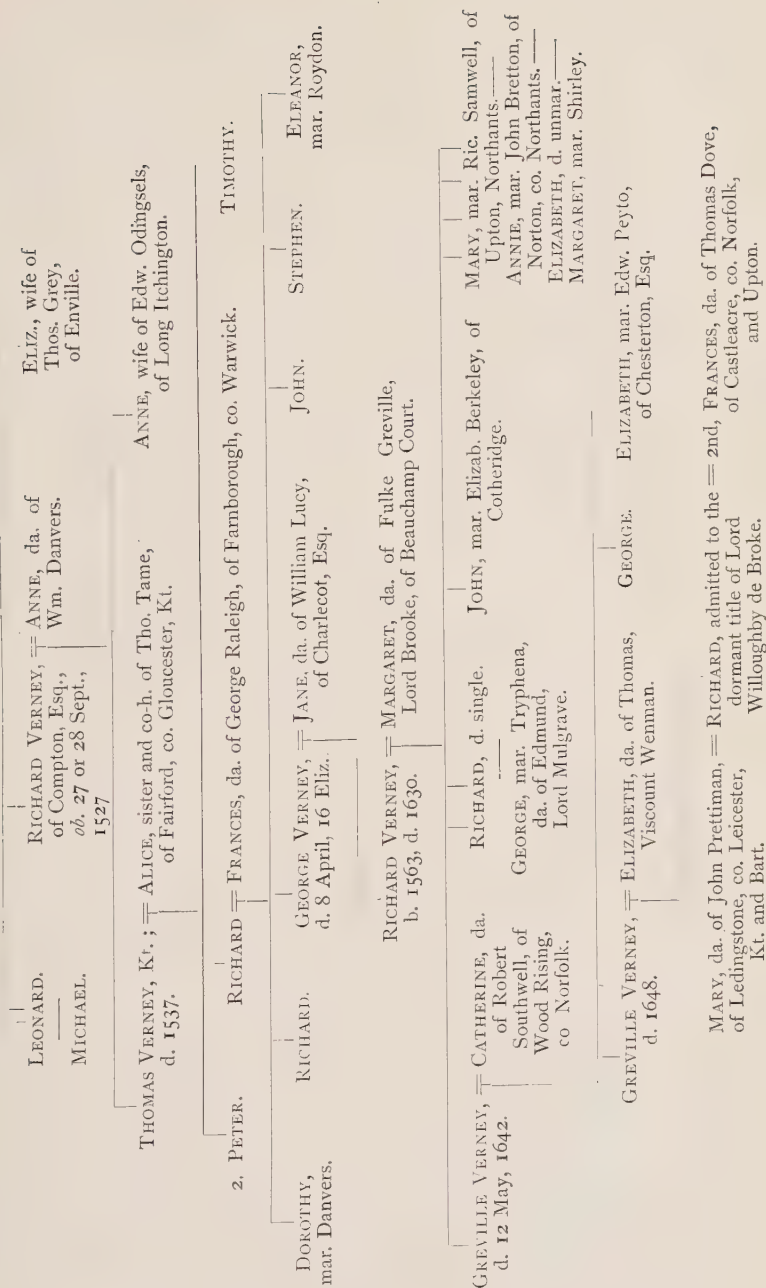 LEONARD.
MICHAEL.
RICHARD VERNEY, = ANNE, da. of
of Compton, Esq., Wm. Danvers.
ob. 27 or 28 Sept.,
1527
ELIZ., wife of
Thos. Grey,
of Enville.
THOMAS VERNEY, Kt. ; = ALICE, sister and co-h. of Tho. Tame,
d. 1537. of Fairford, co. Gloucester, Kt.
ANNE, wife of Edw. Odingsels,
of Long Itchington.
2. PETER.
RICHARD = FRANCES, da. of George Raleigh, of Farnborough, co. Warwick.
TIMOTHY.
DOROTHY,
mar. Danvers.
RICHARD.
GEORGE VERNEY, = JANE, da. of William Lucy,
d. 8 April, 16 Eliz. of Charlecot, Esq.
JOHN.
STEPHEN.
ELEANOR,
mar. Roydon.
RICHARD VERNEY, = MARGARET, da. of Fulke Greville,
b. 1563, d. 1630. Lord Brooke, of Beauchamp Court.
GREVILLE VERNEY, = CATHERINE, da.
d. 12 May, 1642. of Robert
Southwell, of
Wood Rising,
co Norfolk.
RICHARD, d. single.
GEORGE, mar. Tryphena,
da. of Edmund,
Lord Mulgrave.
JOHN, mar. Elizab. Berkeley, of
Cotheridge.
MARY, mar. Ric. Samwell, of
Upton, Northants.
ANNIE, mar. John Bretton, of
Norton, co. Northants.
ELIZABETH, d. unmar.
MARGARET, mar. Shirley.
GREVILLE VERNEY, = ELIZABETH, da. of Thomas,
d. 1648. Viscount Wenman.
GEORGE.
ELIZABETH, mar. Edw. Peyto,
of Chesterton, Esq.
MARY, da. of John Prettiman, = RICHARD, admitted to the = 2nd, FRANCES, da. of Thomas Dove,
of Ledingstone, co. Leicester, dormant title of Lord of Castleacre, co. Norfolk,
Kt. and Bart. Willoughby de Broke. and Upton.